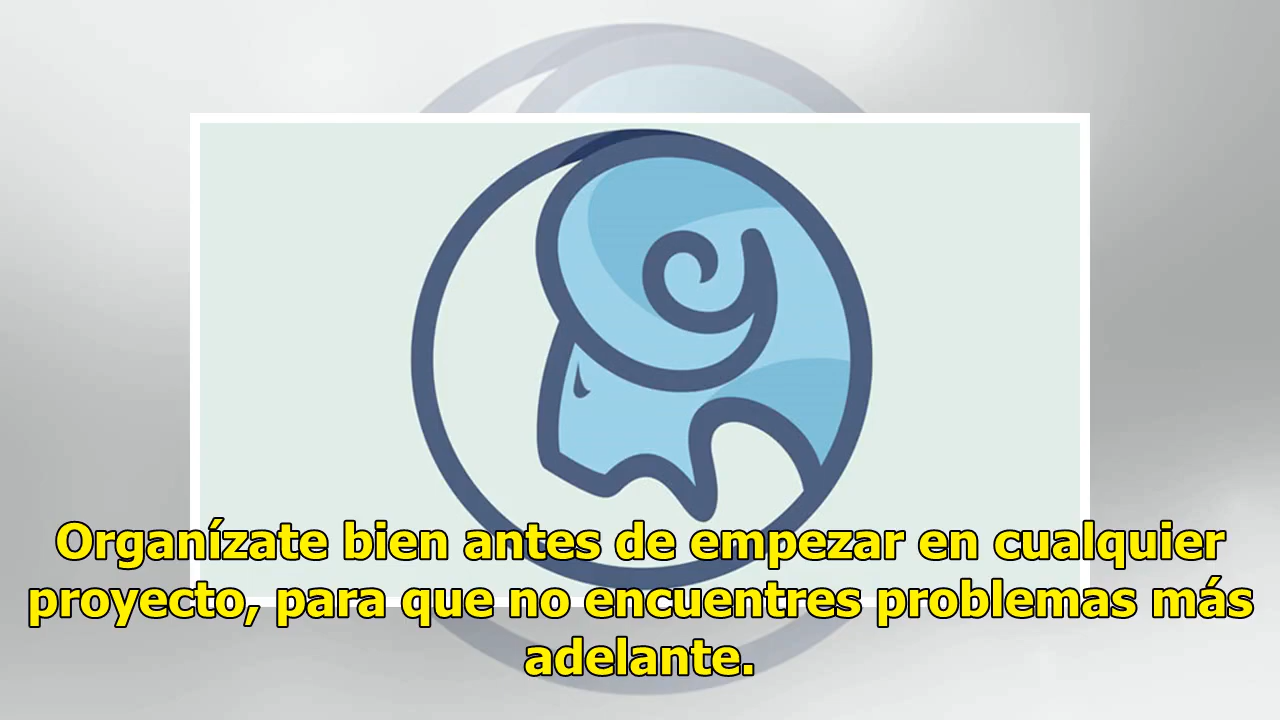 Organízate bien antes de empezar en cualquier
proyecto, para que no encuentres problemas más
adelante.